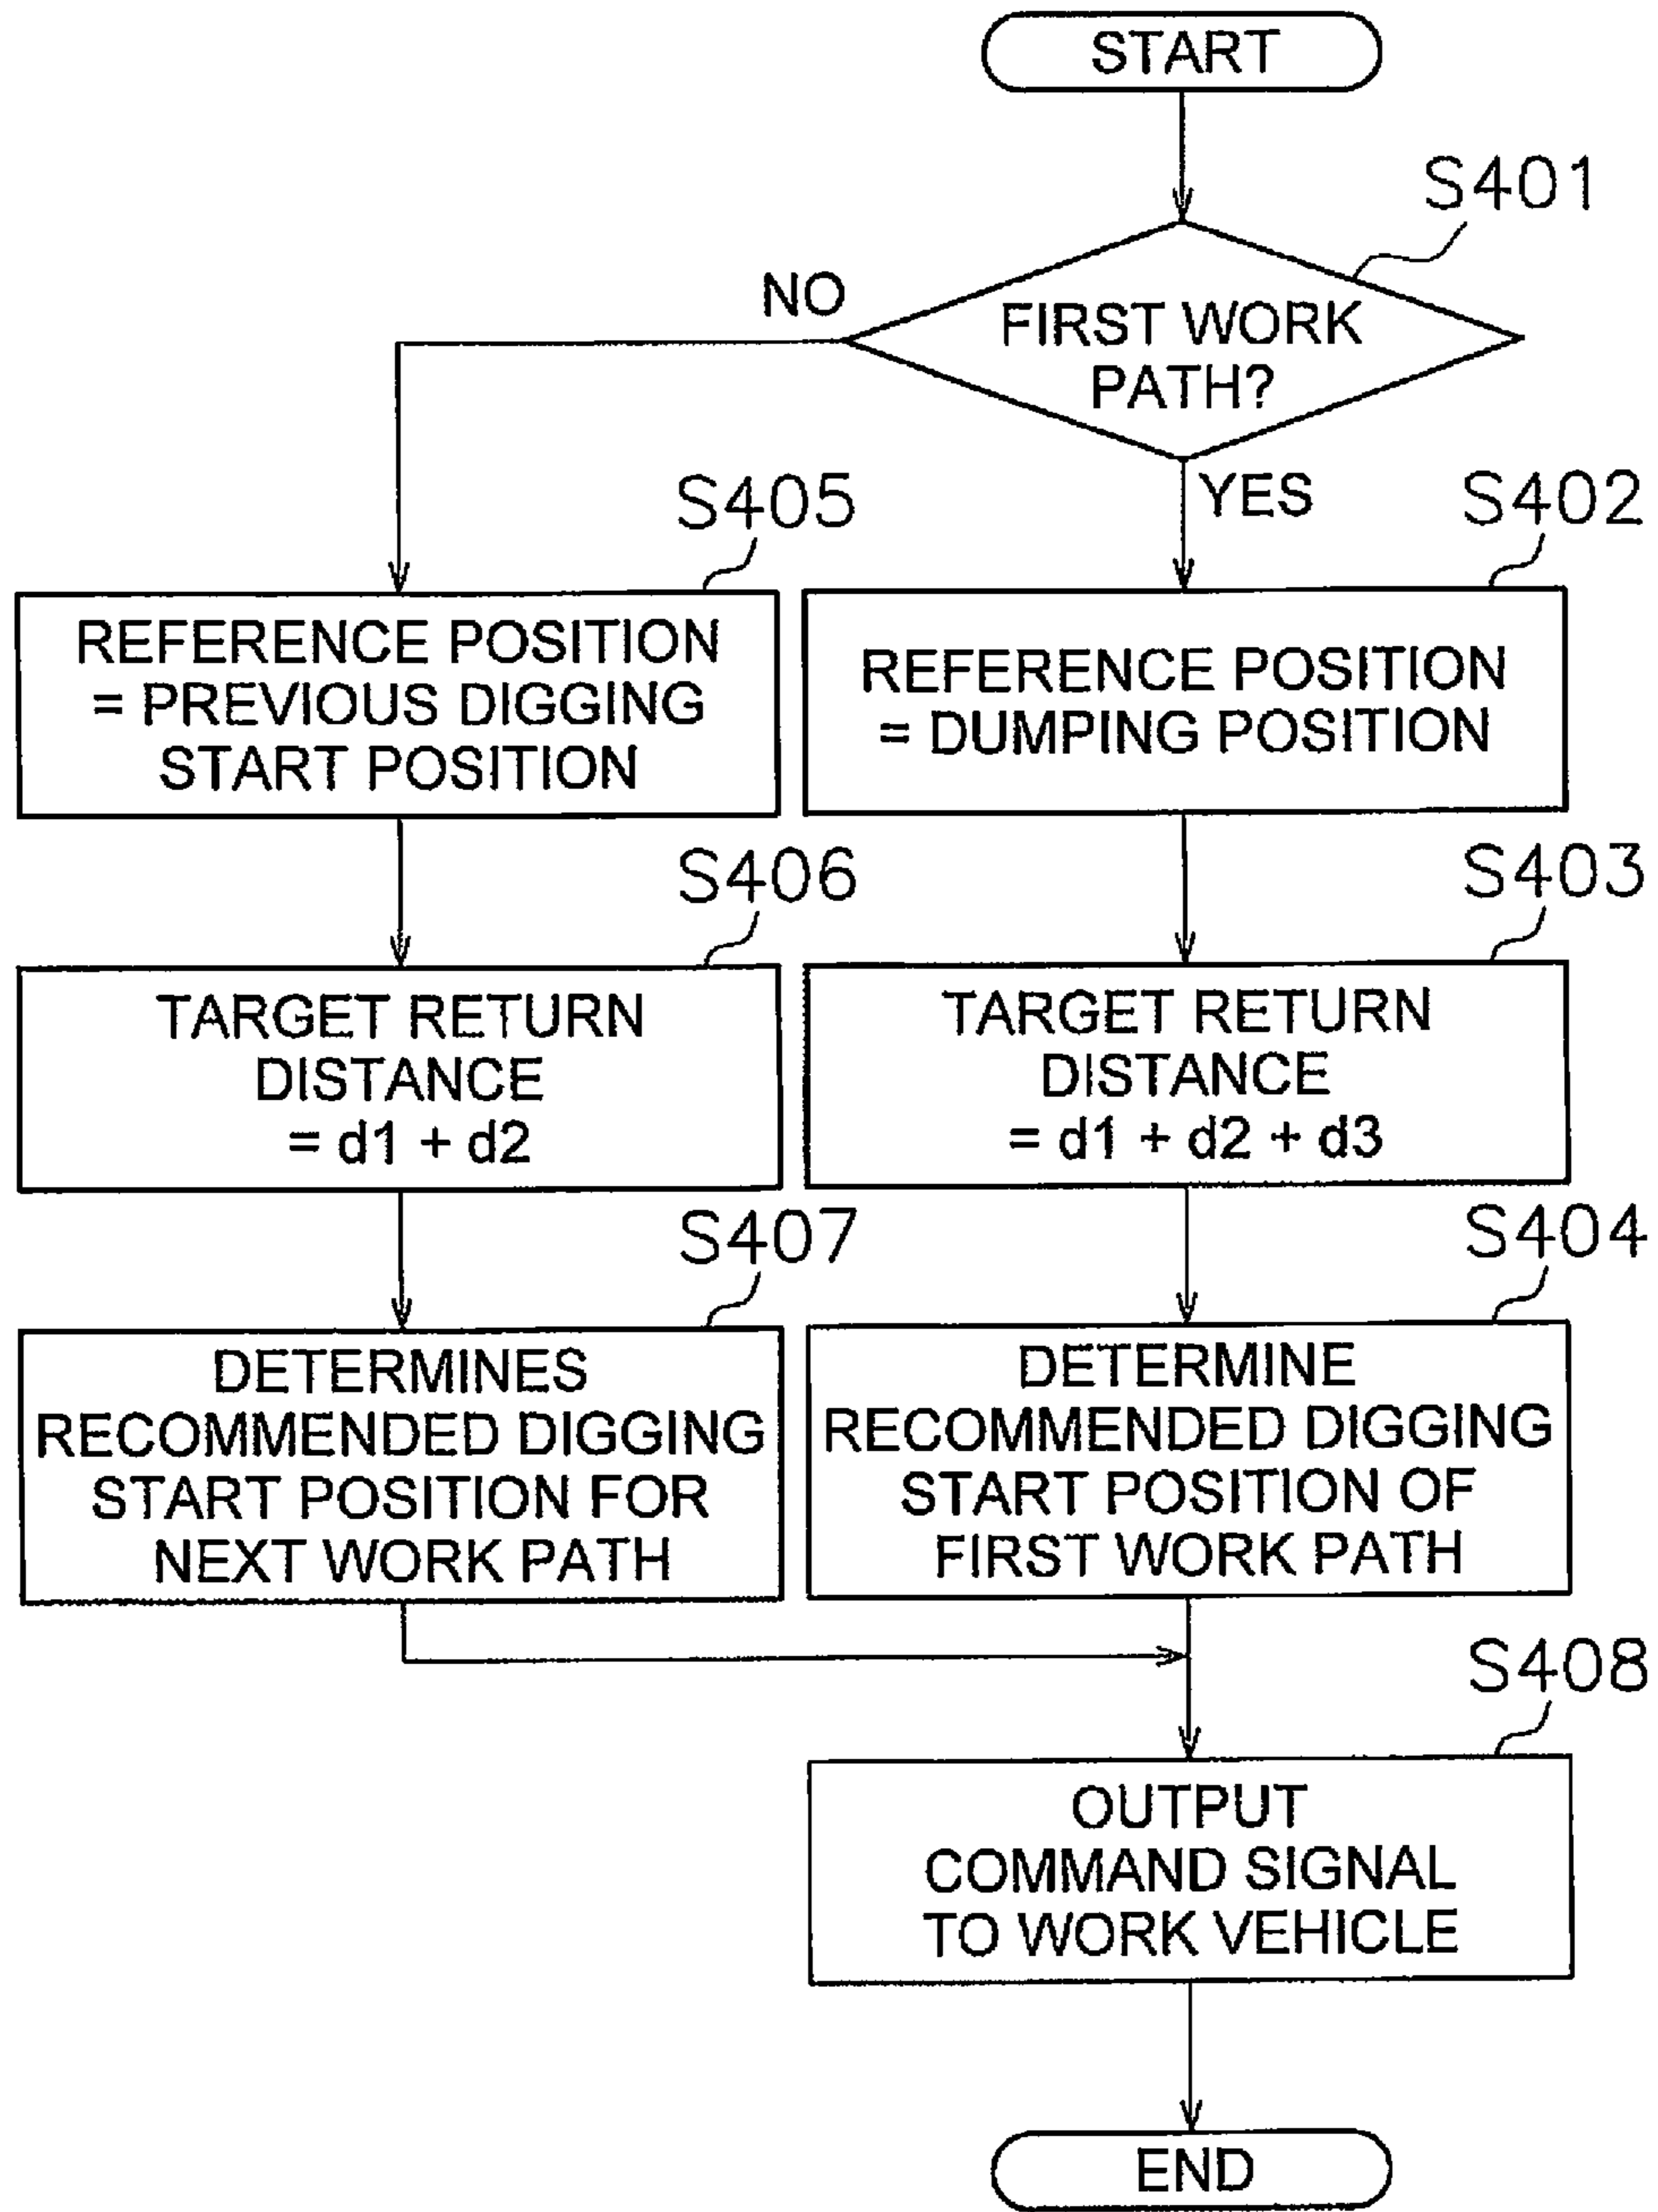 START
S401
FIRST WORK
PATH?
NO
YES
S405
REFERENCE POSITION
= PREVIOUS DIGGING
START POSITION
S402
REFERENCE POSITION
= DUMPING POSITION
S406
TARGET RETURN
DISTANCE
= d1 + d2
S403
TARGET RETURN
DISTANCE
= d1 + d2 + d3
S407
DETERMINES
RECOMMENDED DIGGING
START POSITION FOR
NEXT WORK PATH
S404
DETERMINE
RECOMMENDED DIGGING
START POSITION OF
FIRST WORK PATH
S408
OUTPUT
COMMAND SIGNAL
TO WORK VEHICLE
END